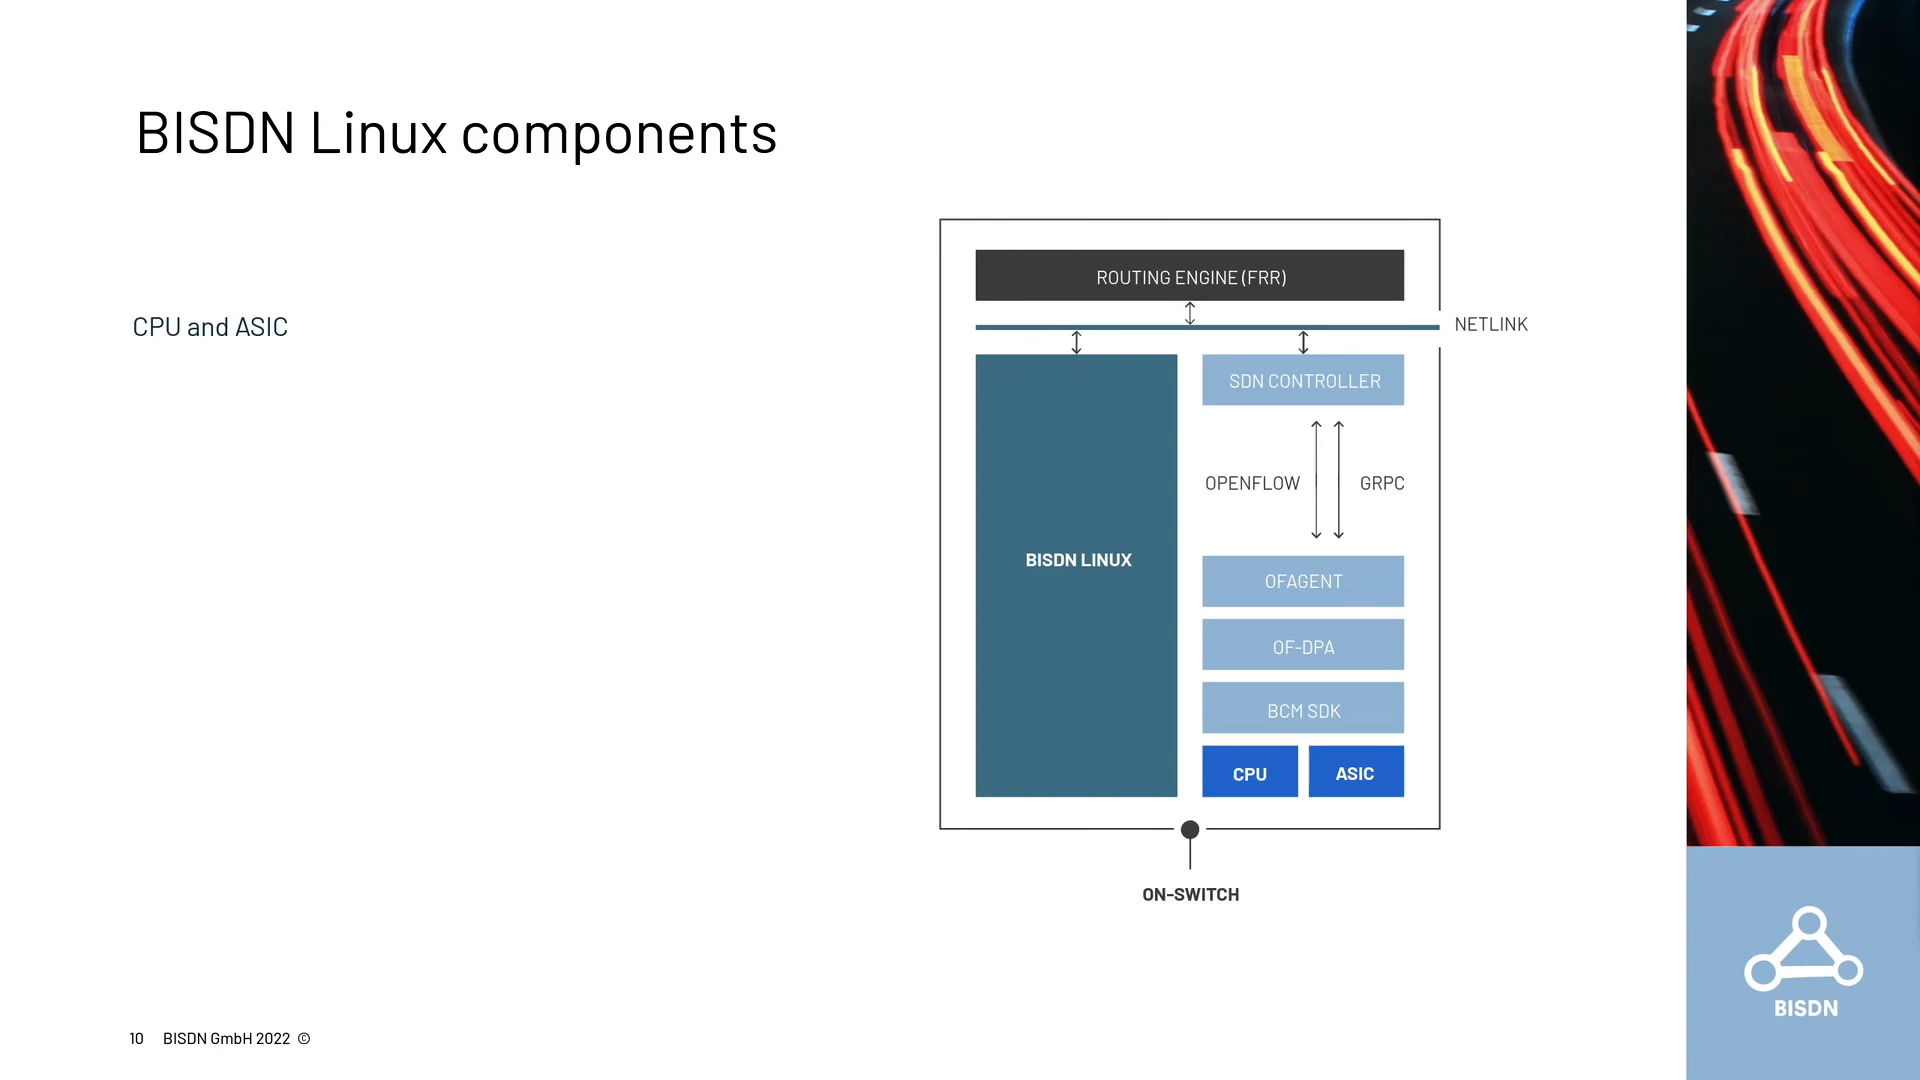 BISDN Linux components
CPU and ASIC
ROUTING ENGINE (FRR)
NETLINK
SDN CONTROLLER
OPENFLOW
GRPC
BISDN LINUX
OFAGENT
OF-DPA
BCM SDK
CPU
ASIC
ON-SWITCH
BISDN
10 BISDN GmbH 2022 ©